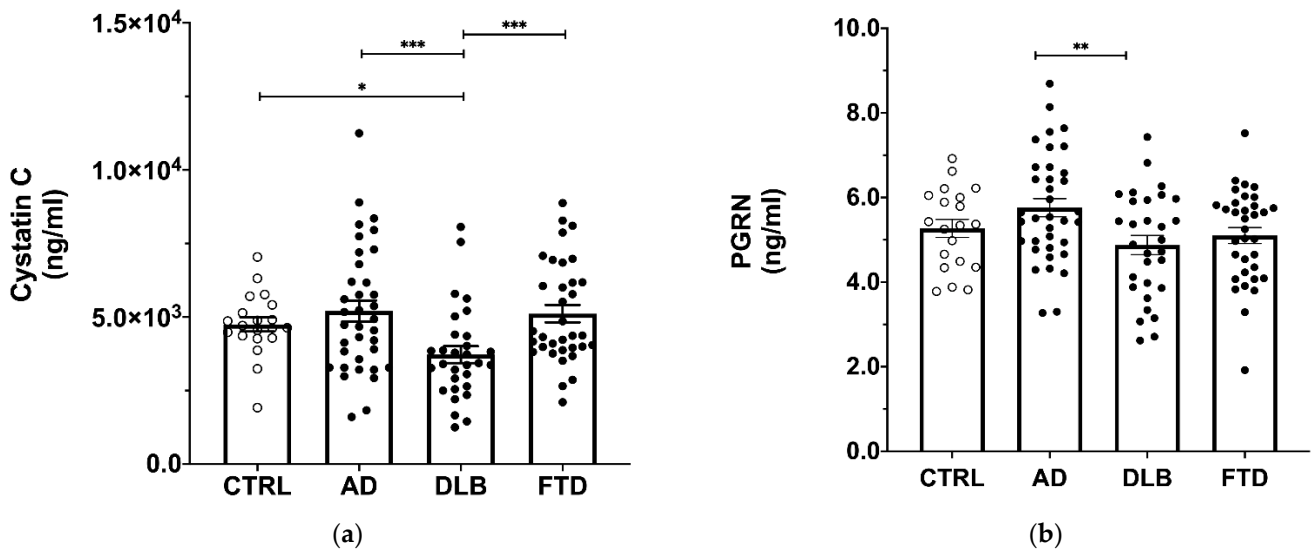 1.5×10⁴
1.0×10⁴
5.0×10³
0.0
Cystatin C
(ng/ml)
***
***
*
CTRL AD DLB FTD
(a)
10.0
8.0
6.0
4.0
2.0
0.0
PGRN
(ng/ml)
**
CTRL AD DLB FTD
(b)